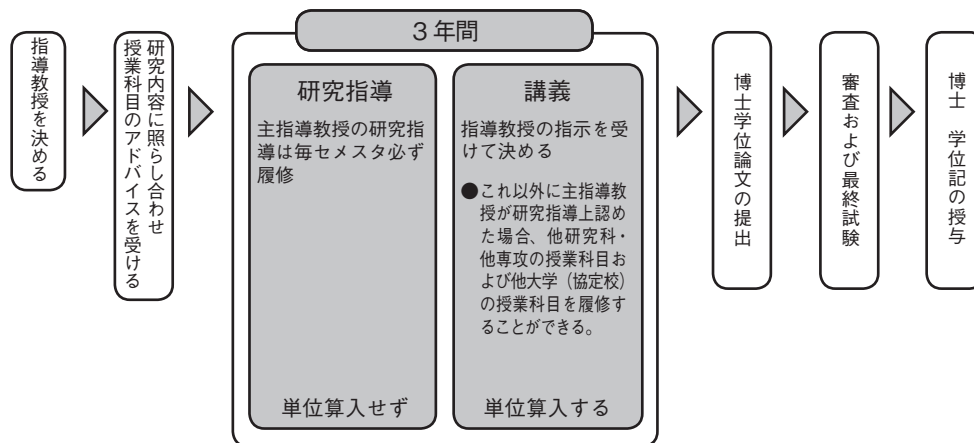 指導教授を決める
研究内容に照らし合わせ
授業科目のアドバイスを受ける
3年間
研究指導
主指導教授の研究指
導は毎セメスタ必ず
履修
単位算入せず
講義
指導教授の指示を受
けて決める
●これ以外に主指導教
授が研究指導上認め
た場合、他研究科・
他専攻の授業科目お
よび他大学（協定校）
の授業科目を履修す
ることができる。
単位算入する
博士学位論文の提出
審査および最終試験
博士 学位記の授与